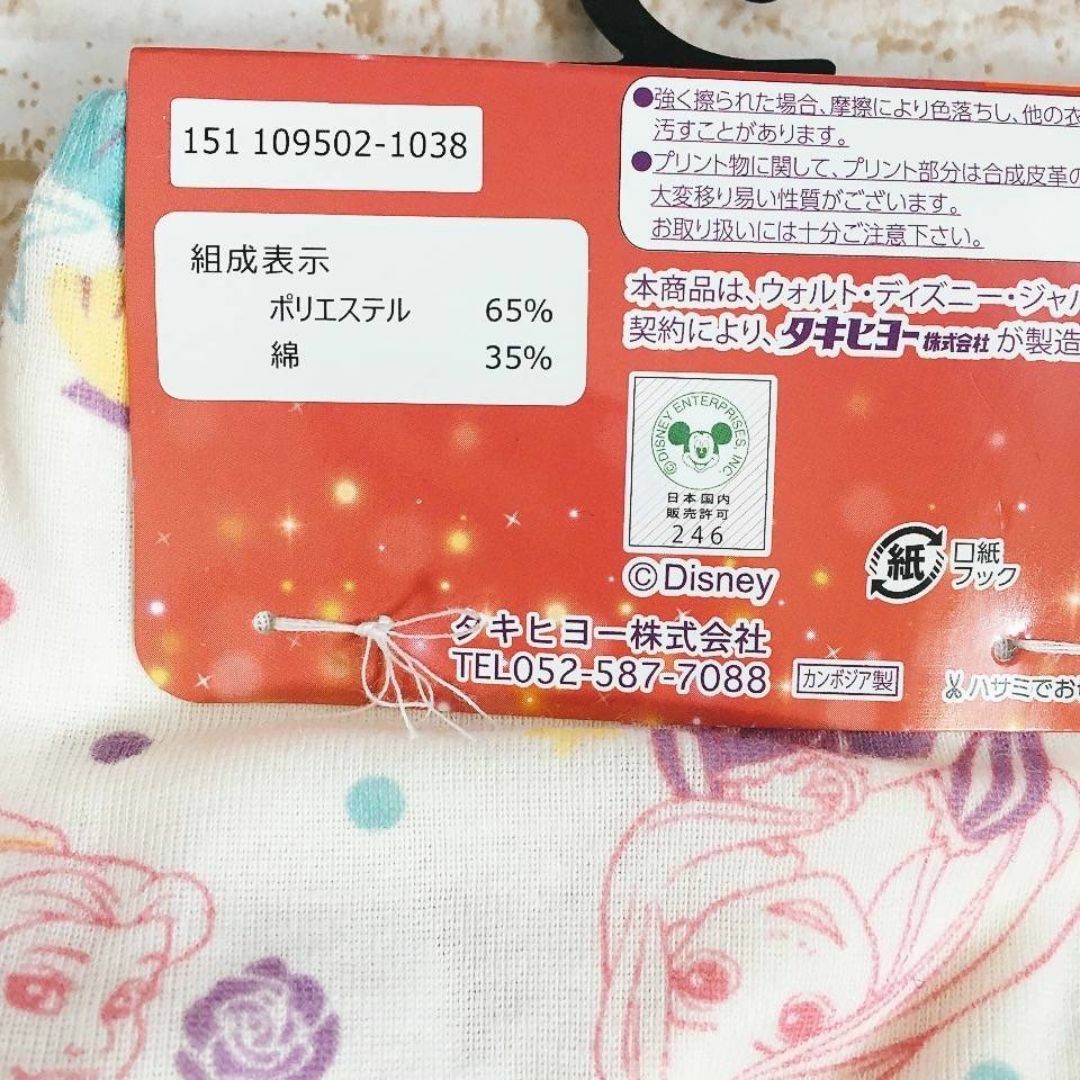 151 109502-1038
組成表示
ポリエステル 65%
綿 35%
●強く擦られた場合、摩擦により色落ちし、他の衣
汚すことがあります。
●プリント物に関して、プリント部分は合成皮革の
大変移り易い性質がございます。
お取り扱いには十分ご注意下さい。
本商品は、ウォルト・ディズニー・ジャパ
契約により、タキヒヨー株式会社が製造
©DISNEY ENTERPRISES, INC.
日本国内
販売許可
246
©Disney
紙
口紙
フック
タキヒヨー株式会社
TEL052-587-7088
カンボジア製
ハサミでお